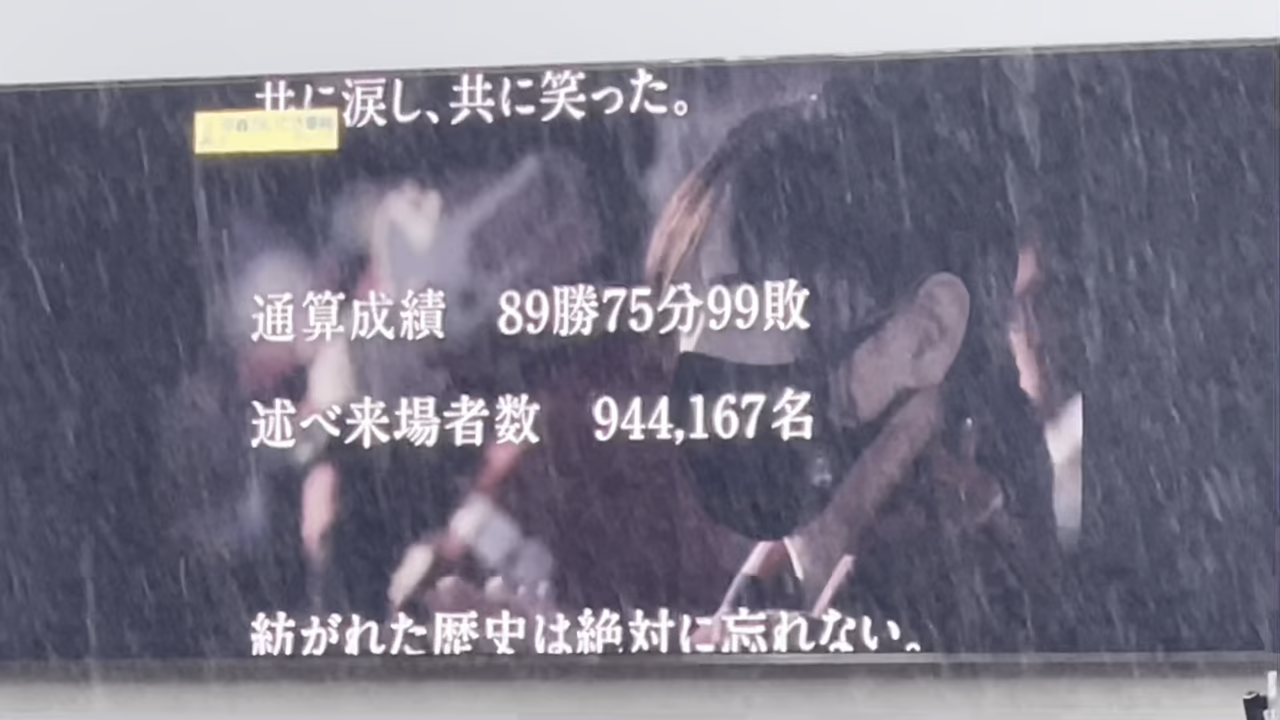 共に涙し、共に笑った。
通算成績 89勝75分99敗
述べ来場者数 944,167名
紡がれた歴史は絶対に忘れない。